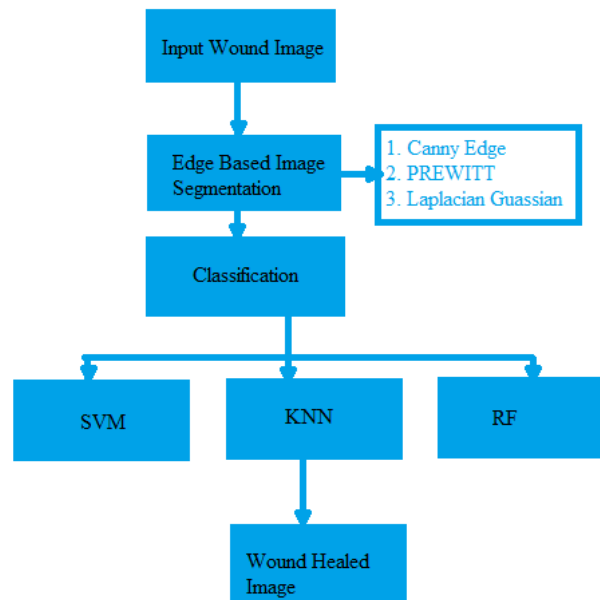 Input Wound Image
Edge Based Image
Segmentation
1. Canny Edge
2. PREWITT
3. Laplacian Guassian
Classification
SVM
KNN
RF
Wound Healed
Image